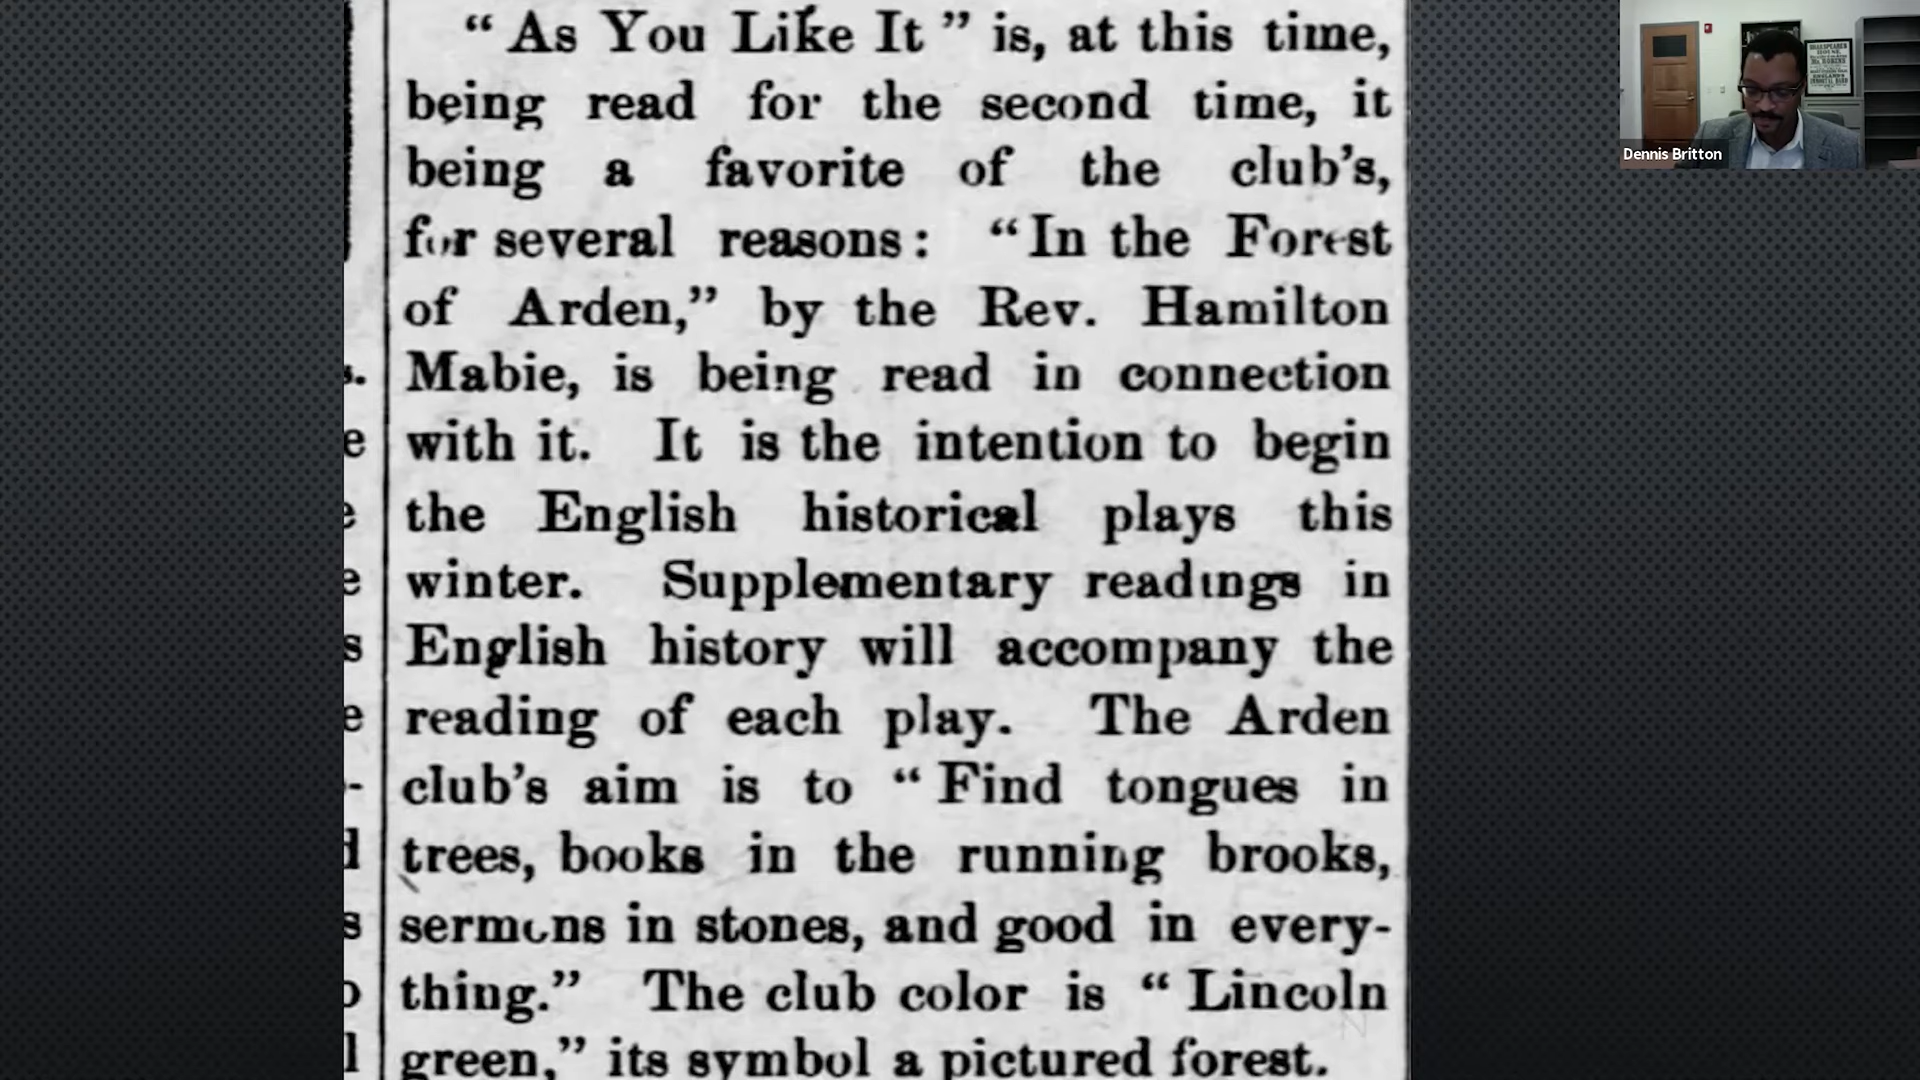 “ As You Like It ” is, at this time,
being read for the second time, it
being a favorite of the club’s,
for several reasons: “In the Forest
of Arden,” by the Rev. Hamilton
s. Mabie, is being read in connection
e with it. It is the intention to begin
e the English historical plays this
e winter. Supplementary readings in
s English history will accompany the
e reading of each play. The Arden
- club’s aim is to “ Find tongues in
d trees, books in the running brooks,
s sermons in stones, and good in every-
o thing.” The club color is “ Lincoln
l green,” its symbol a pictured forest.
SHAKESPEARE
HOUSE,
Dennis Britton